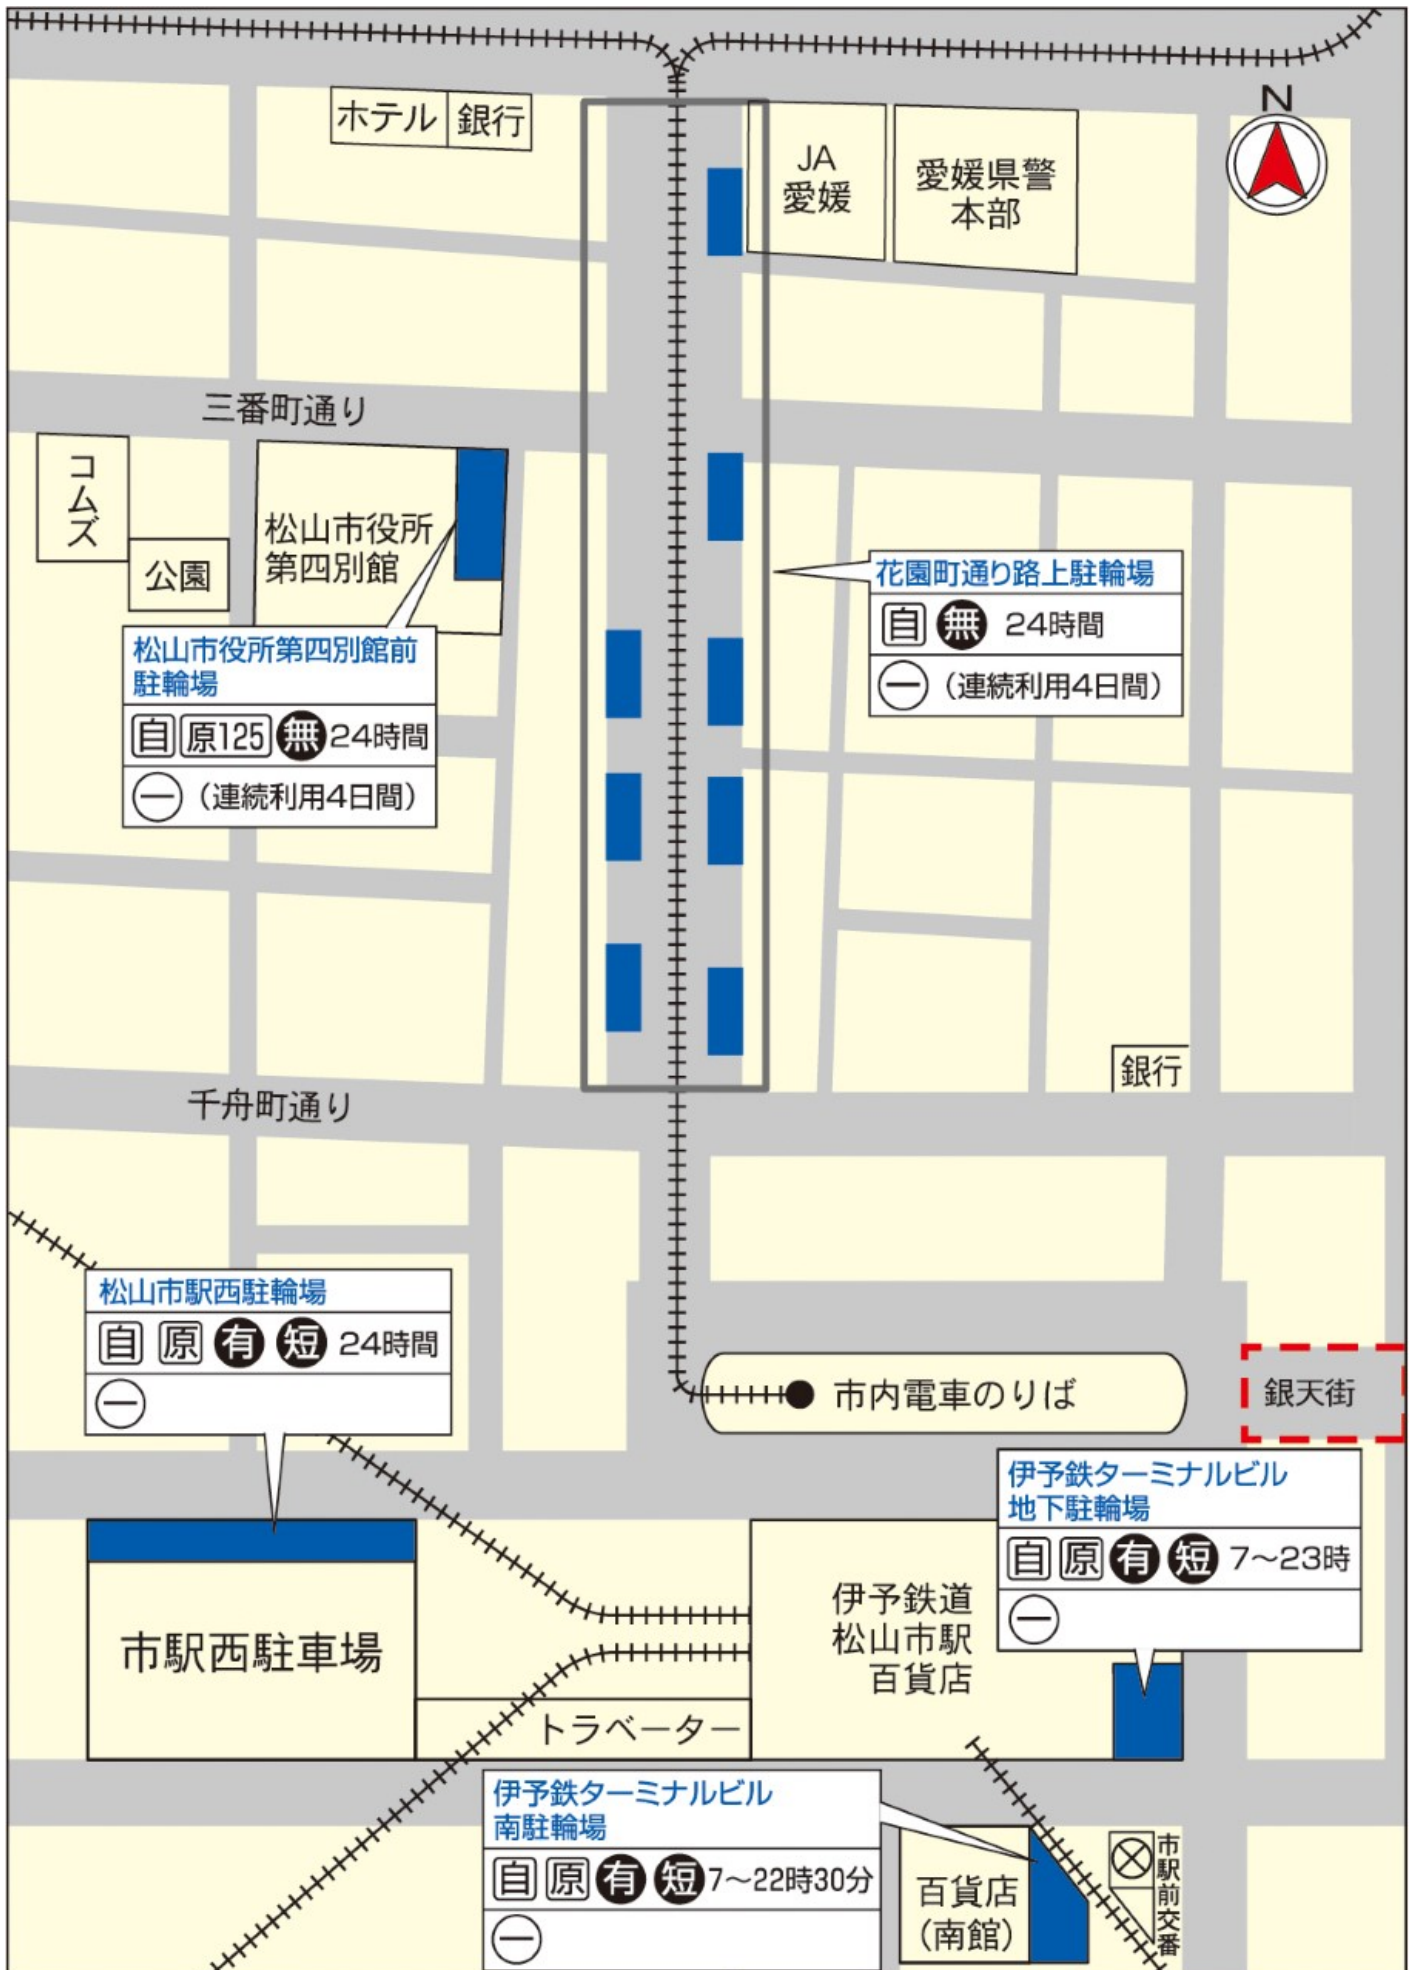 N
ホテル
銀行
JA
愛媛
愛媛県警
本部
三番町通り
コムズ
公園
松山市役所
第四別館
松山市役所第四別館前
駐輪場
自 原125 無 24時間
㊀（連続利用4日間）
花園町通り路上駐輪場
自 無 24時間
㊀（連続利用4日間）
銀行
千舟町通り
松山市駅西駐輪場
自 原 有 短 24時間
㊀
市内電車のりば
銀天街
伊予鉄ターミナルビル
地下駐輪場
自 原 有 短 7～23時
㊀
市駅西駐車場
伊予鉄道
松山市駅
百貨店
トラベーター
伊予鉄ターミナルビル
南駐輪場
自 原 有 短 7～22時30分
㊀
百貨店
（南館）
市駅前交番